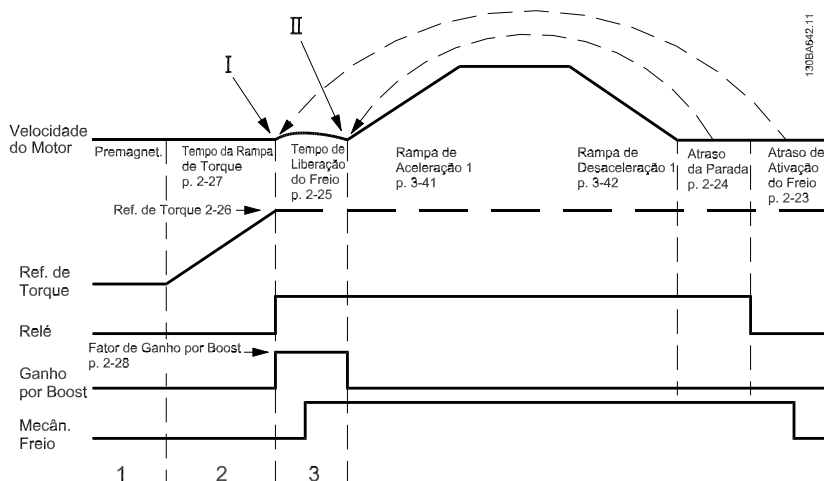 130BA642.11
I
II
Velocidade
do Motor
Premagnet.
Tempo da Rampa
de Torque
p. 2-27
Tempo de
Liberação
do Freio
p. 2-25
Rampa de
Aceleração 1
p. 3-41
Rampa de
Desaceleração 1
p. 3-42
Atraso
da Parada
p. 2-24
Atraso de
Ativação
do Freio
p. 2-23
Ref. de Torque 2-26
Ref. de
Torque
Relé
Fator de Ganho por Boost
p. 2-28
Ganho
por Boost
Mecân.
Freio
1
2
3